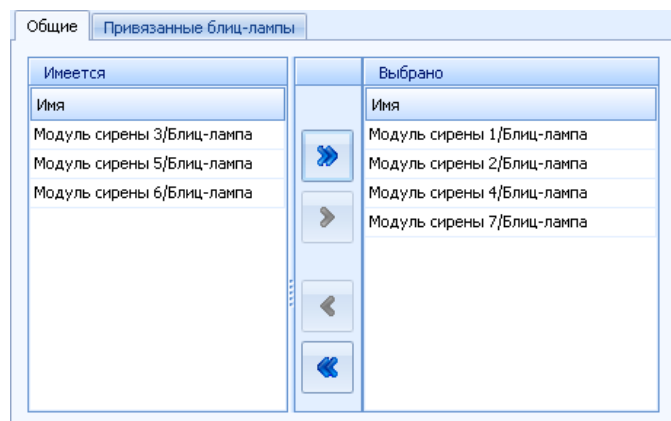 Общие Привязанные блиц-лампы
Имеется
Имя
Модуль сирены 3/Блиц-лампа
Модуль сирены 5/Блиц-лампа
Модуль сирены 6/Блиц-лампа
Выбрано
Имя
Модуль сирены 1/Блиц-лампа
Модуль сирены 2/Блиц-лампа
Модуль сирены 4/Блиц-лампа
Модуль сирены 7/Блиц-лампа